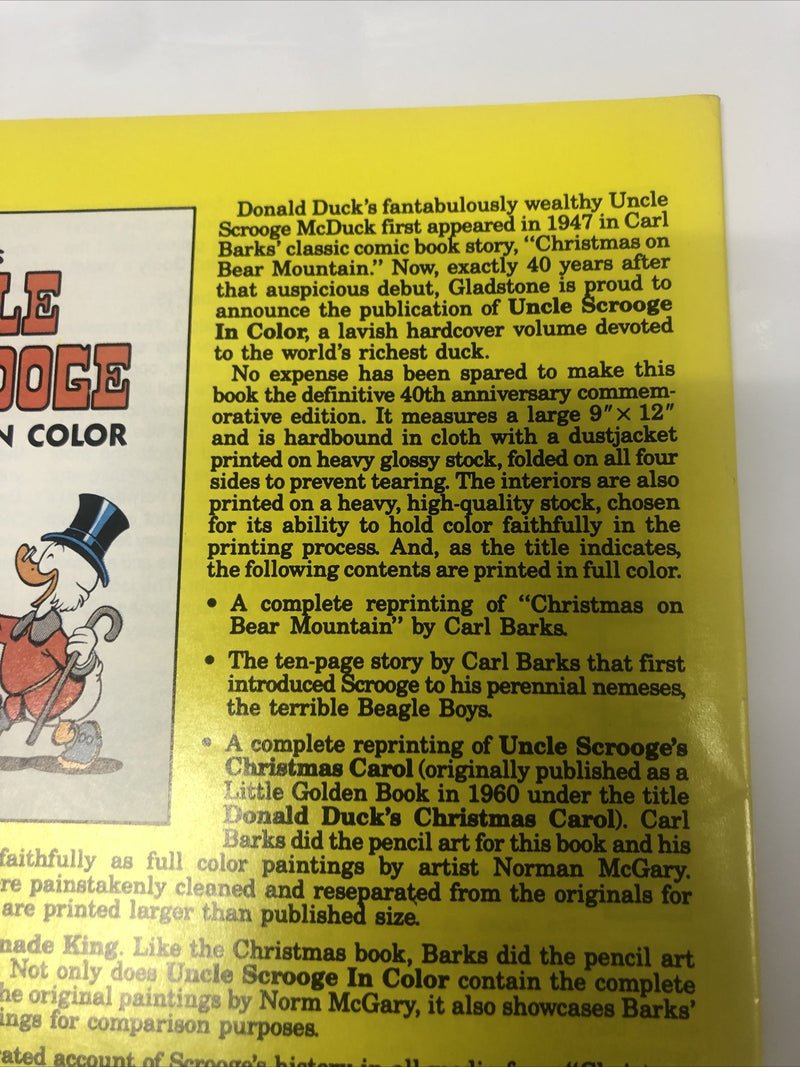 Donald Duck's fantabulously wealthy Uncle
Scrooge McDuck first appeared in 1947 in Carl
Barks' classic comic book story, "Christmas on
Bear Mountain." Now, exactly 40 years after
that auspicious debut, Gladstone is proud to
announce the publication of Uncle Scrooge
In Color, a lavish hardcover volume devoted
to the world's richest duck.
No expense has been spared to make this
book the definitive 40th anniversary commem-
orative edition. It measures a large 9" × 12"
and is hardbound in cloth with a dustjacket
printed on heavy glossy stock, folded on all four
sides to prevent tearing. The interiors are also
printed on a heavy, high-quality stock, chosen
for its ability to hold color faithfully in the
printing process. And, as the title indicates,
the following contents are printed in full color.
• A complete reprinting of "Christmas on
Bear Mountain" by Carl Barks.
• The ten-page story by Carl Barks that first
introduced Scrooge to his perennial nemeses,
the terrible Beagle Boys.
• A complete reprinting of Uncle Scrooge's
Christmas Carol (originally published as a
Little Golden Book in 1960 under the title
Donald Duck's Christmas Carol). Carl
Barks did the pencil art for this book and his
faithfully as full color paintings by artist Norman McGary.
re painstakenly cleaned and reseparated from the originals for
are printed larger than published size.
made King. Like the Christmas book, Barks did the pencil art
Not only does Uncle Scrooge In Color contain the complete
he original paintings by Norm McGary, it also showcases Barks'
ings for comparison purposes.
rated account of Scrooge's history in all
S
LE
OOGE
N COLOR